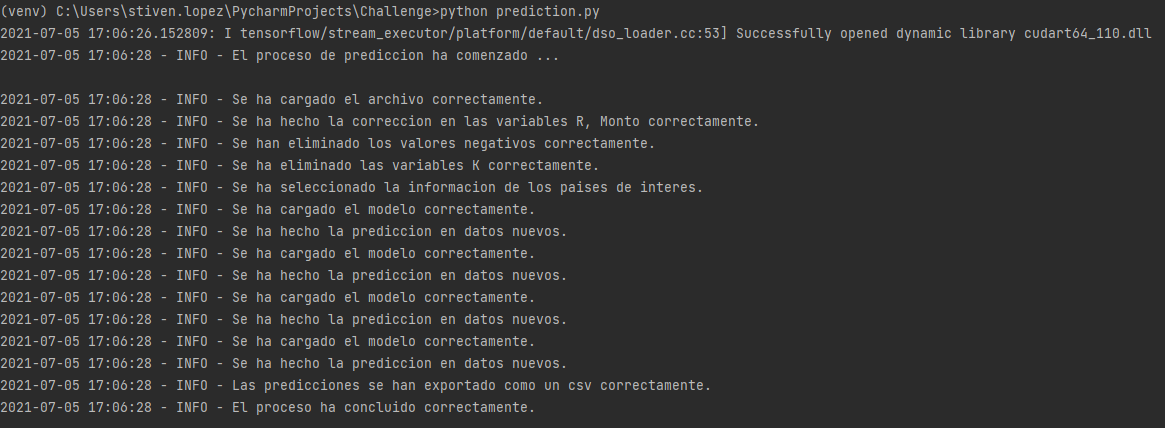 (venv) C:\Users\stiven.lopez\PycharmProjects\Challenge>python prediction.py
2021-07-05 17:06:26.152809: I tensorflow/stream_executor/platform/default/dso_loader.cc:53] Successfully opened dynamic library cudart64_110.dll
2021-07-05 17:06:28 - INFO - El proceso de prediccion ha comenzado ...
2021-07-05 17:06:28 - INFO - Se ha cargado el archivo correctamente.
2021-07-05 17:06:28 - INFO - Se ha hecho la correccion en las variables R, Monto correctamente.
2021-07-05 17:06:28 - INFO - Se han eliminado los valores negativos correctamente.
2021-07-05 17:06:28 - INFO - Se ha eliminado las variables K correctamente.
2021-07-05 17:06:28 - INFO - Se ha seleccionado la informacion de los paises de interes.
2021-07-05 17:06:28 - INFO - Se ha cargado el modelo correctamente.
2021-07-05 17:06:28 - INFO - Se ha hecho la prediccion en datos nuevos.
2021-07-05 17:06:28 - INFO - Se ha cargado el modelo correctamente.
2021-07-05 17:06:28 - INFO - Se ha hecho la prediccion en datos nuevos.
2021-07-05 17:06:28 - INFO - Se ha cargado el modelo correctamente.
2021-07-05 17:06:28 - INFO - Se ha hecho la prediccion en datos nuevos.
2021-07-05 17:06:28 - INFO - Se ha cargado el modelo correctamente.
2021-07-05 17:06:28 - INFO - Se ha hecho la prediccion en datos nuevos.
2021-07-05 17:06:28 - INFO - Las predicciones se han exportado como un csv correctamente.
2021-07-05 17:06:28 - INFO - El proceso ha concluido correctamente.